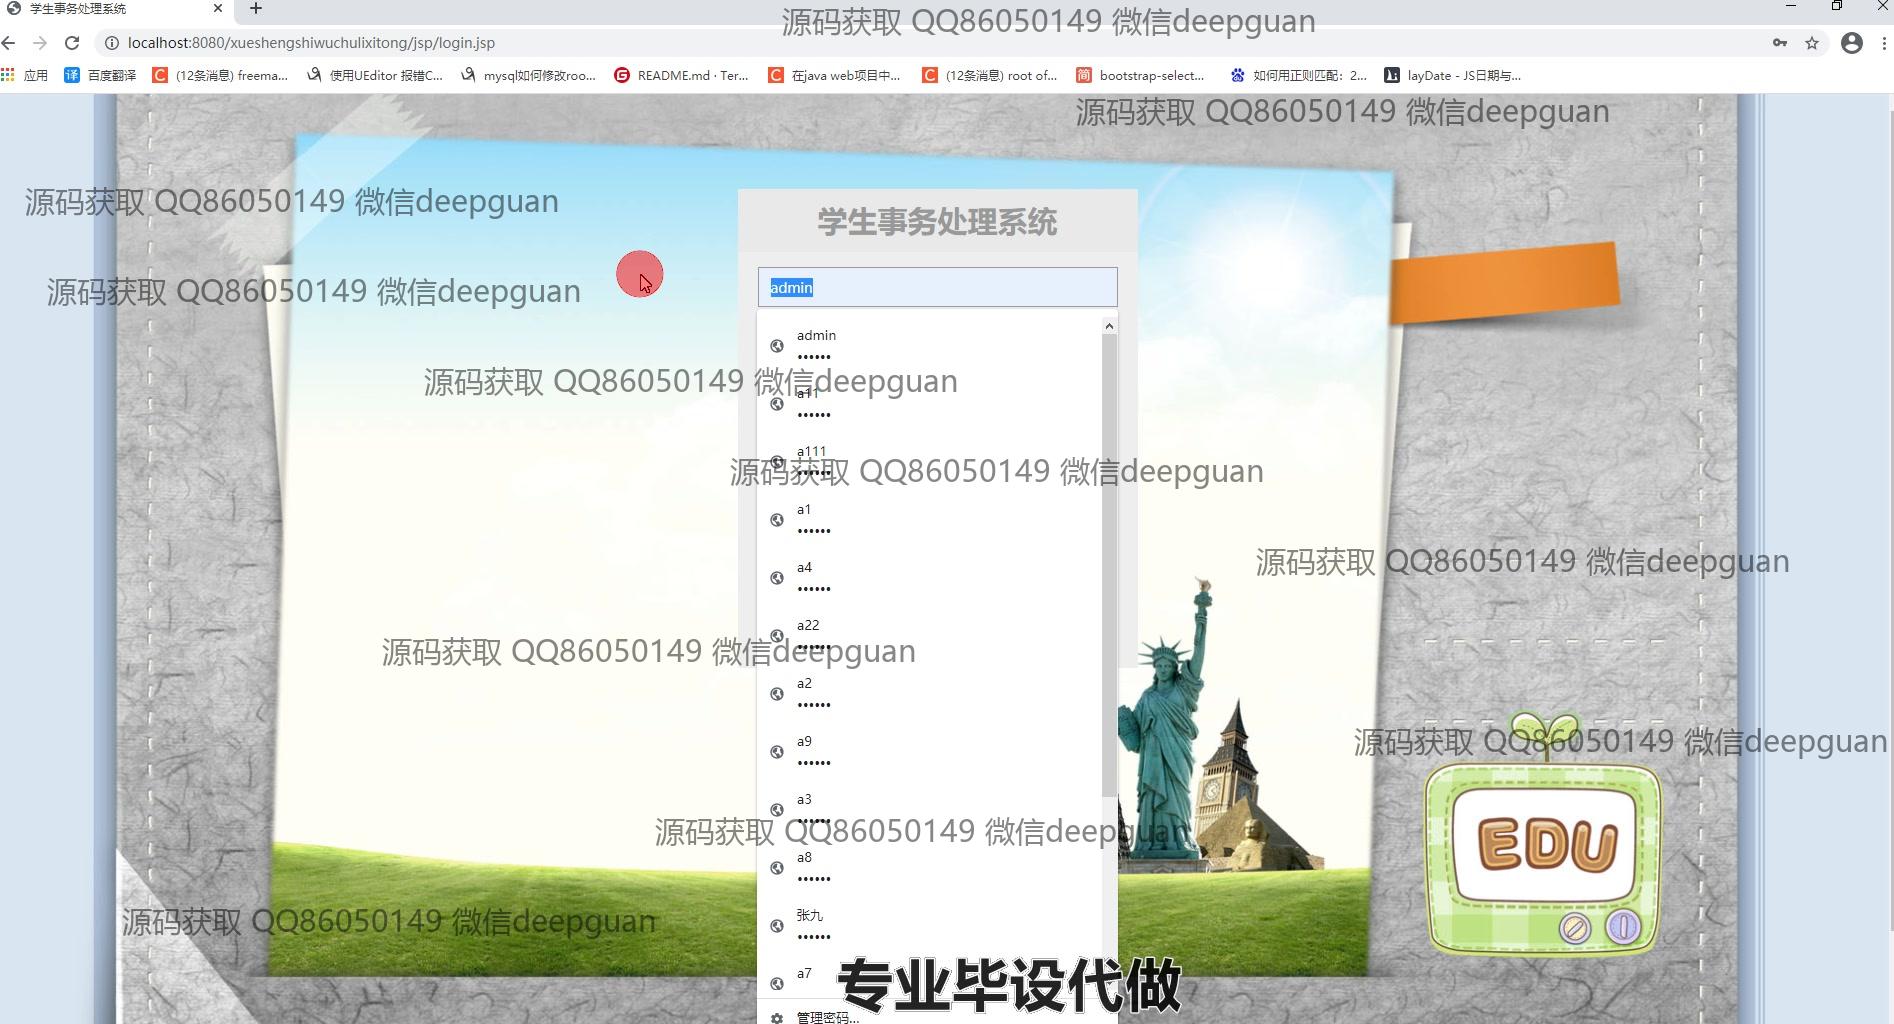 学生事务处理系统
源码获取 QQ86050149 微信deepguan
localhost:8080/xueshengshiwuchulixitong/jsp/login.jsp
应用
百度翻译
(12条消息) freema...
使用UEditor 报错C...
mysql如何修改roo...
README.md · Ter...
在java web项目中...
(12条消息) root of...
bootstrap-select...
如何用正则匹配：2...
layDate - JS日期与...
源码获取 QQ86050149 微信deepguan
源码获取 QQ86050149 微信deepguan
学生事务处理系统
源码获取 QQ86050149 微信deepguan
admin
admin
••••••
源码获取 QQ86050149 微信deepguan
a11
••••••
a111
••••••
源码获取 QQ86050149 微信deepguan
a1
••••••
源码获取 QQ86050149 微信deepguan
a4
••••••
a22
••••••
源码获取 QQ86050149 微信deepguan
a2
••••••
源码获取 QQ86050149 微信deepguan
a9
••••••
a3
••••••
源码获取 QQ86050149 微信deepguan
EDU
a8
••••••
张九
••••••
源码获取 QQ86050149 微信deepguan
a7
专业毕设代做
管理密码...